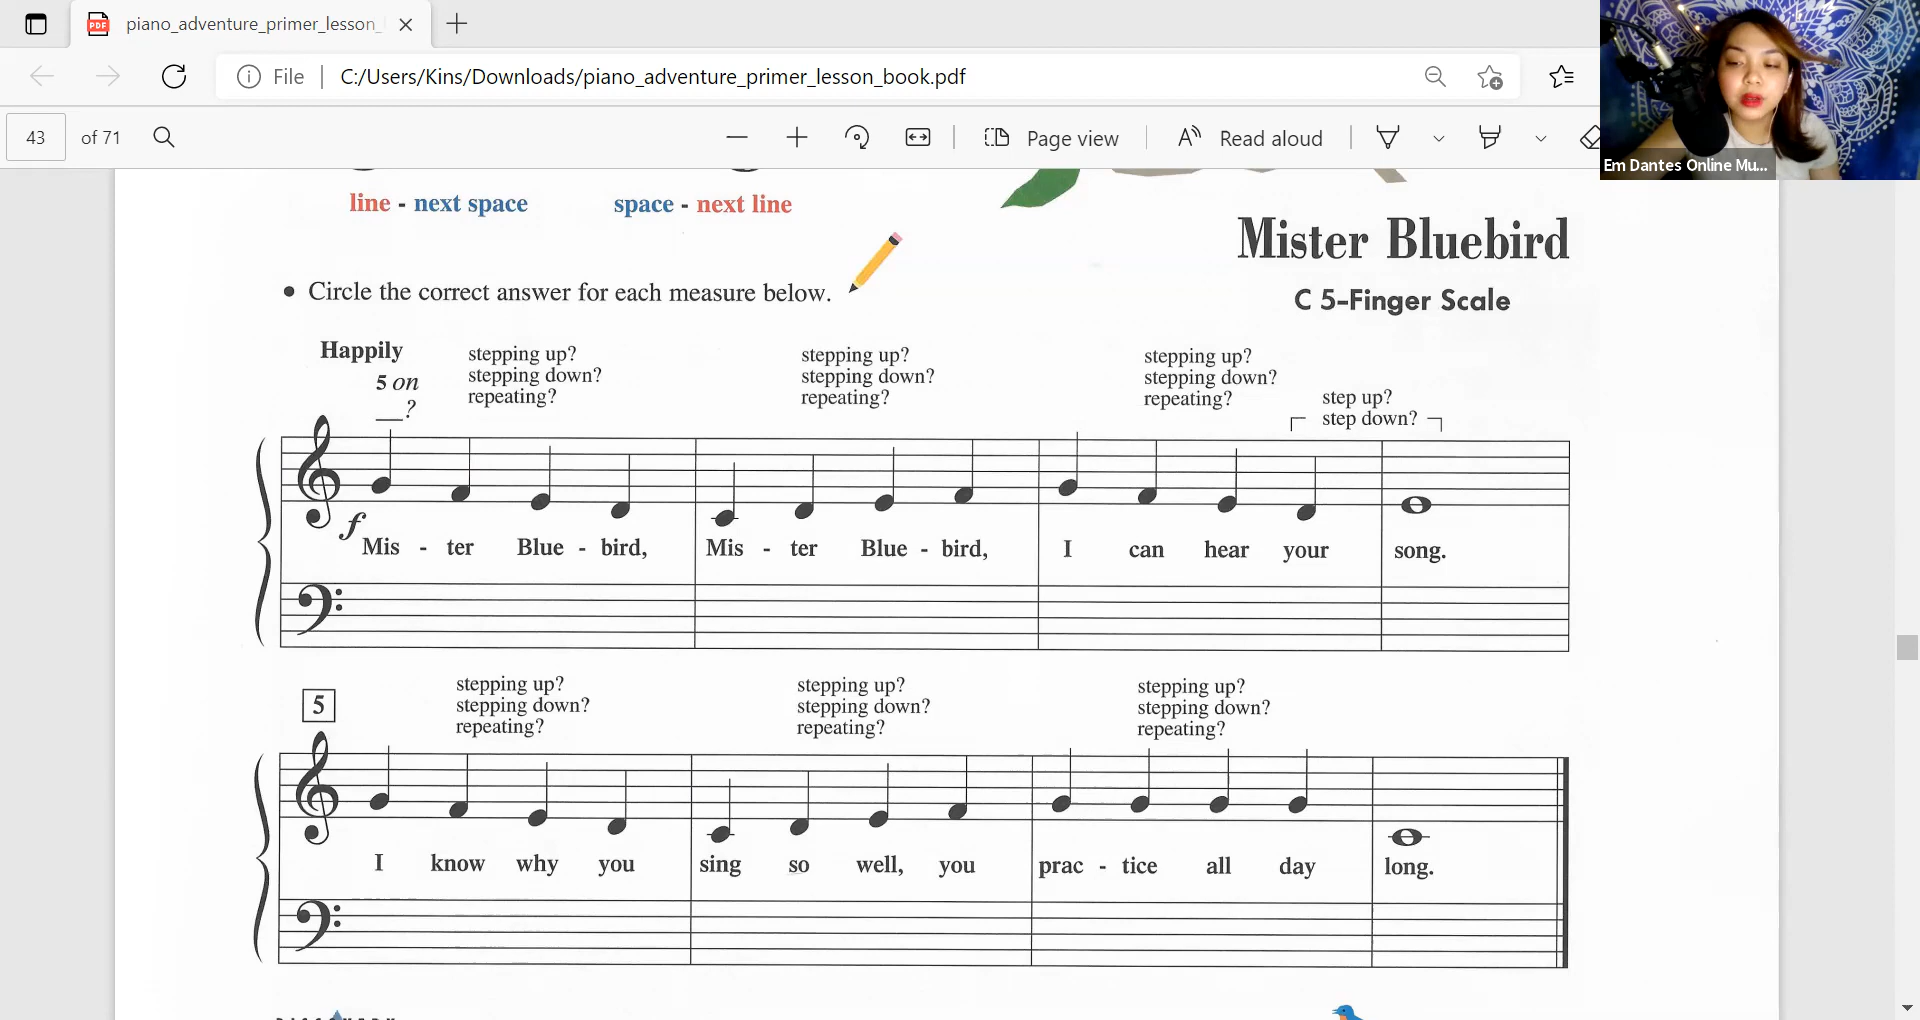 piano_adventure_primer_lesson_
File
C:/Users/Kins/Downloads/piano_adventure_primer_lesson_book.pdf
43 of 71
Page view
Read aloud
Em Dantes Online Mu...
line - next space
space - next line
Mister Bluebird
• Circle the correct answer for each measure below.
C 5-Finger Scale
Happily
5 on
__?
stepping up?
stepping down?
repeating?
stepping up?
stepping down?
repeating?
stepping up?
stepping down?
repeating?
step up?
step down?
f
Mis - ter Blue - bird, Mis - ter Blue - bird, I can hear your song.
5
stepping up?
stepping down?
repeating?
stepping up?
stepping down?
repeating?
stepping up?
stepping down?
repeating?
I know why you sing so well, you prac - tice all day long.